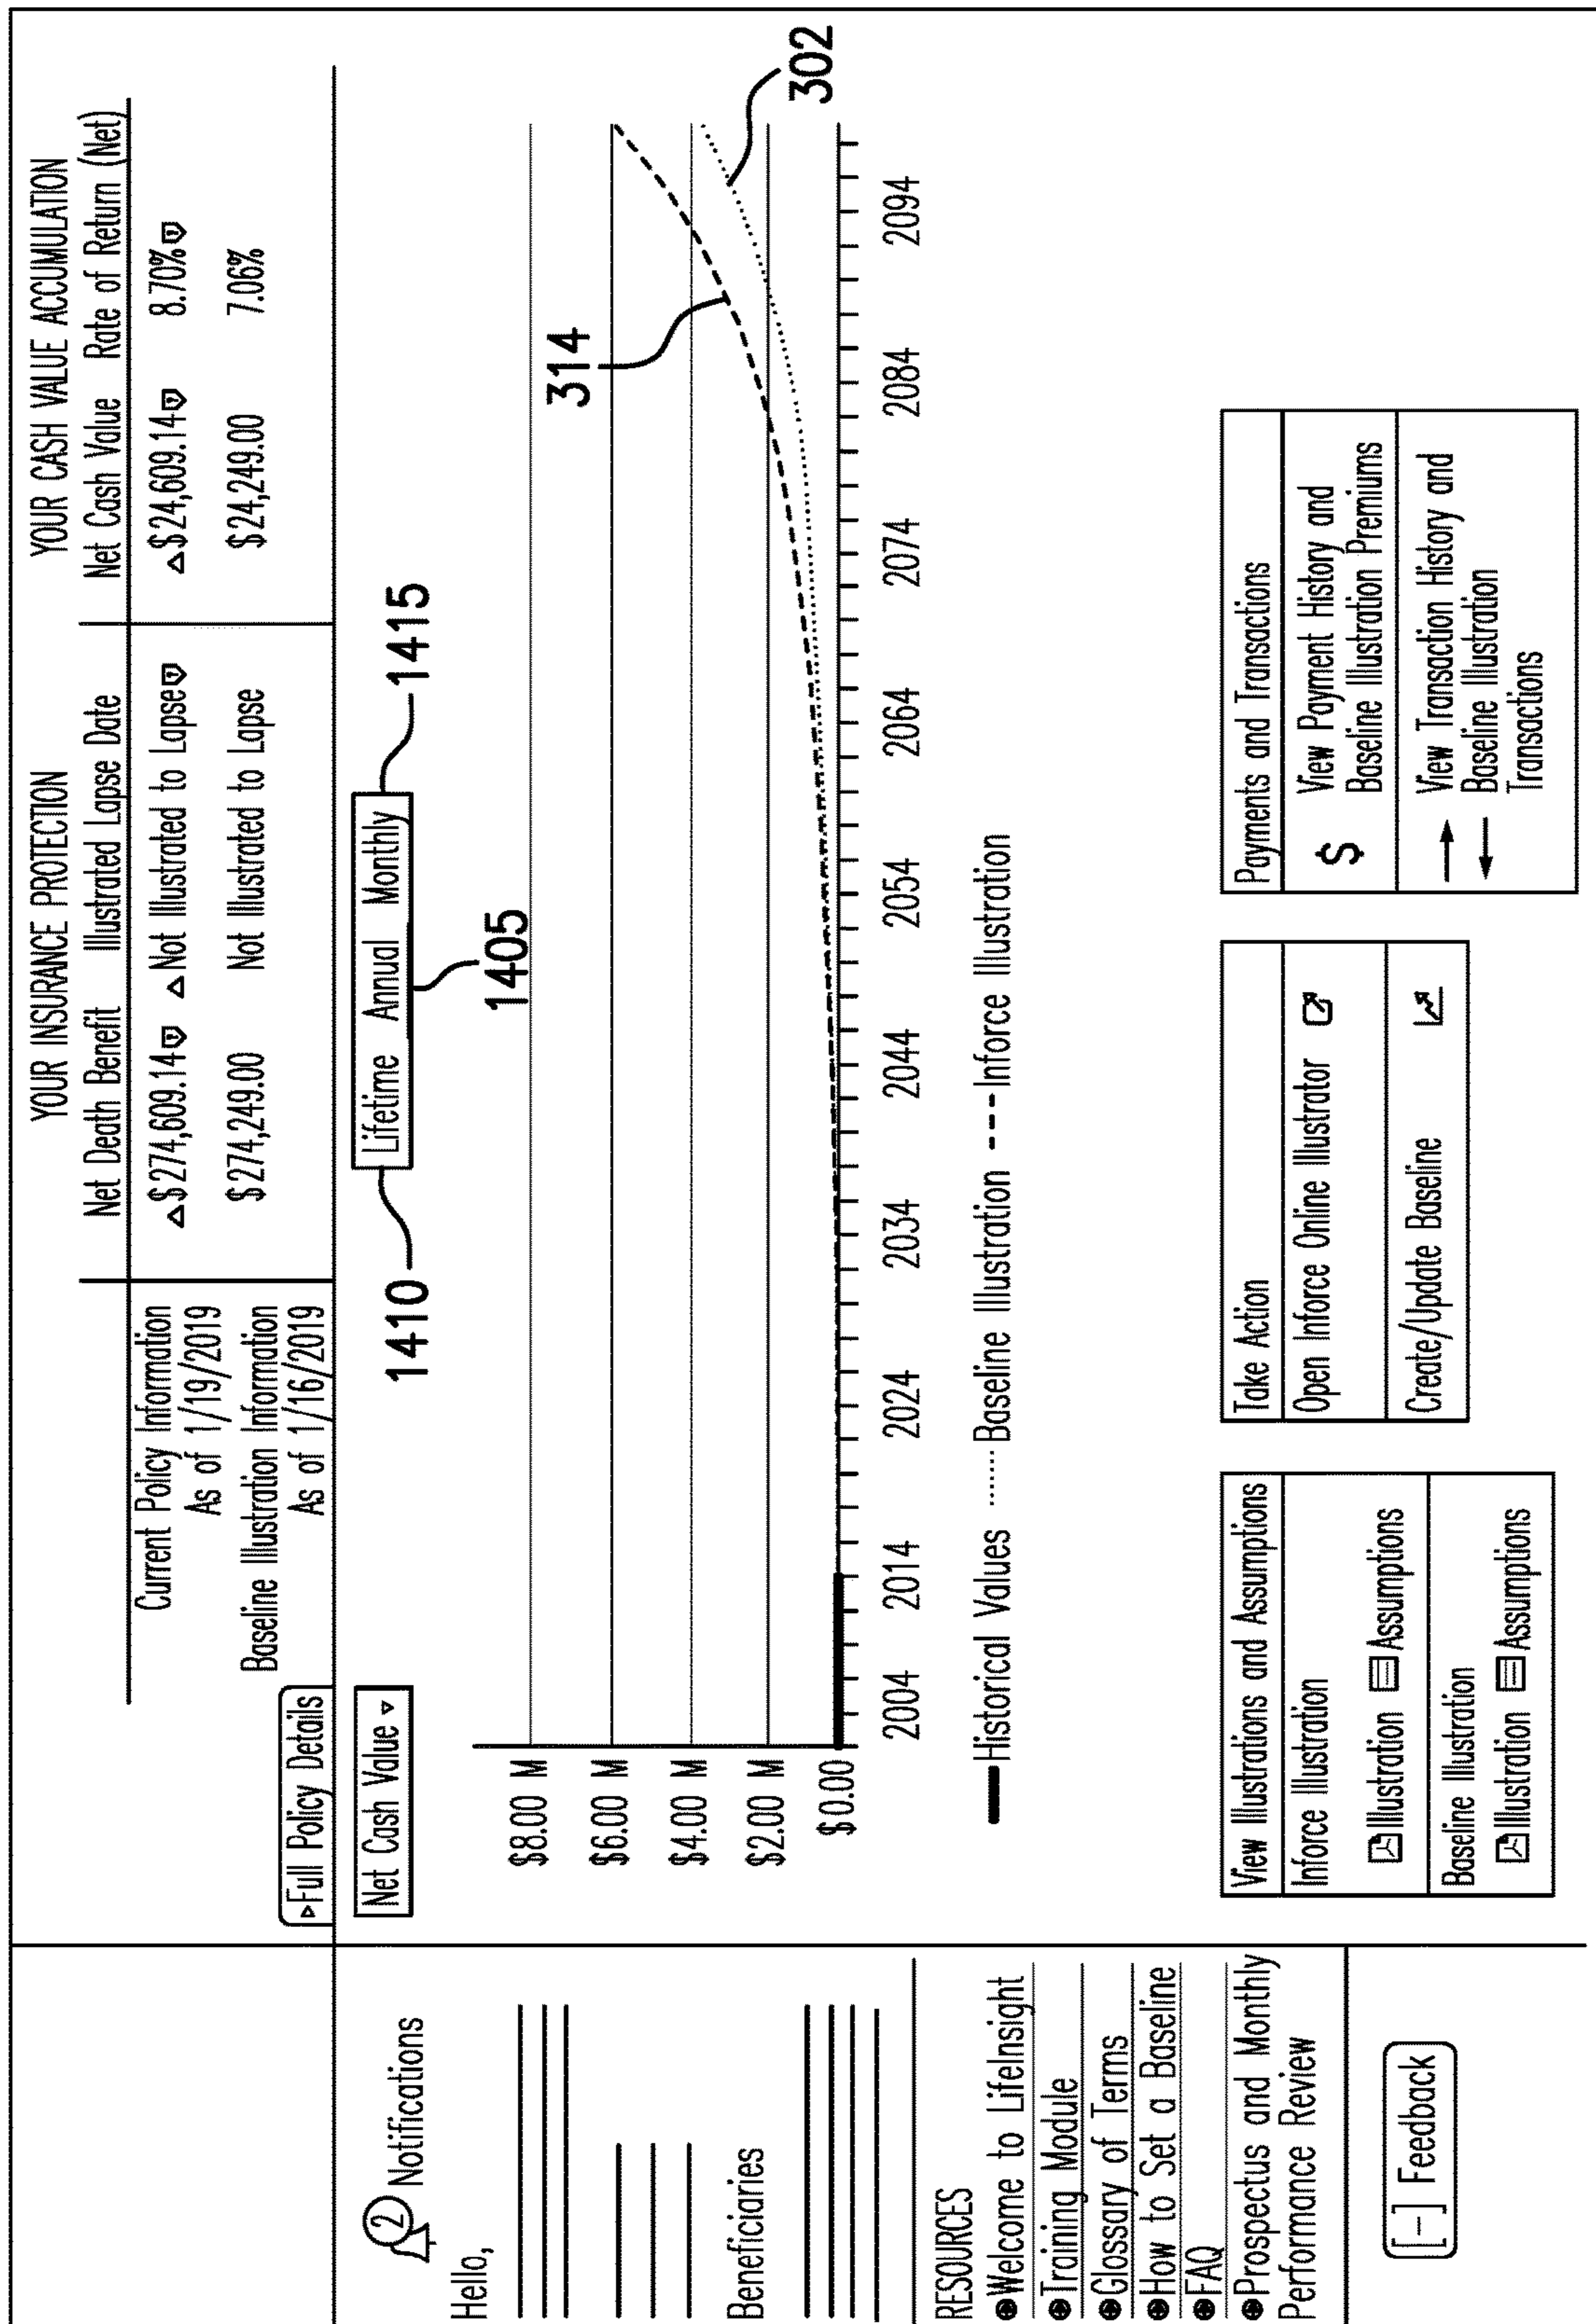 YOUR INSURANCE PROTECTION
YOUR CASH VALUE ACCUMULATION
Net Death Benefit Illustrated Lapse Date Net Cash Value Rate of Return (Net)
Current Policy Information
As of 1/19/2019
$274,609.14 Not Illustrated to Lapse $24,609.14 8.70%
Baseline Illustration Information
As of 1/16/2019
$274,249.00 Not Illustrated to Lapse $24,249.00 7.06%
Full Policy Details
2 Notifications
Hello,
Beneficiaries
RESOURCES
Welcome to LifeInsight
Training Module
Glossary of Terms
How to Set a Baseline
FAQ
Prospectus and Monthly
Performance Review
[-] Feedback
Net Cash Value
1410
Lifetime Annual Monthly
1415
1405
$8.00 M
$6.00 M
$4.00 M
$2.00 M
$0.00
314
302
2004 2014 2024 2034 2044 2054 2064 2074 2084 2094
Historical Values Baseline Illustration Inforce Illustration
View Illustrations and Assumptions
Inforce Illustration
Illustration Assumptions
Baseline Illustration
Illustration Assumptions
Take Action
Open Inforce Online Illustrator
Create/Update Baseline
Payments and Transactions
$ View Payment History and
Baseline Illustration Premiums
View Transaction History and
Baseline Illustration
Transactions